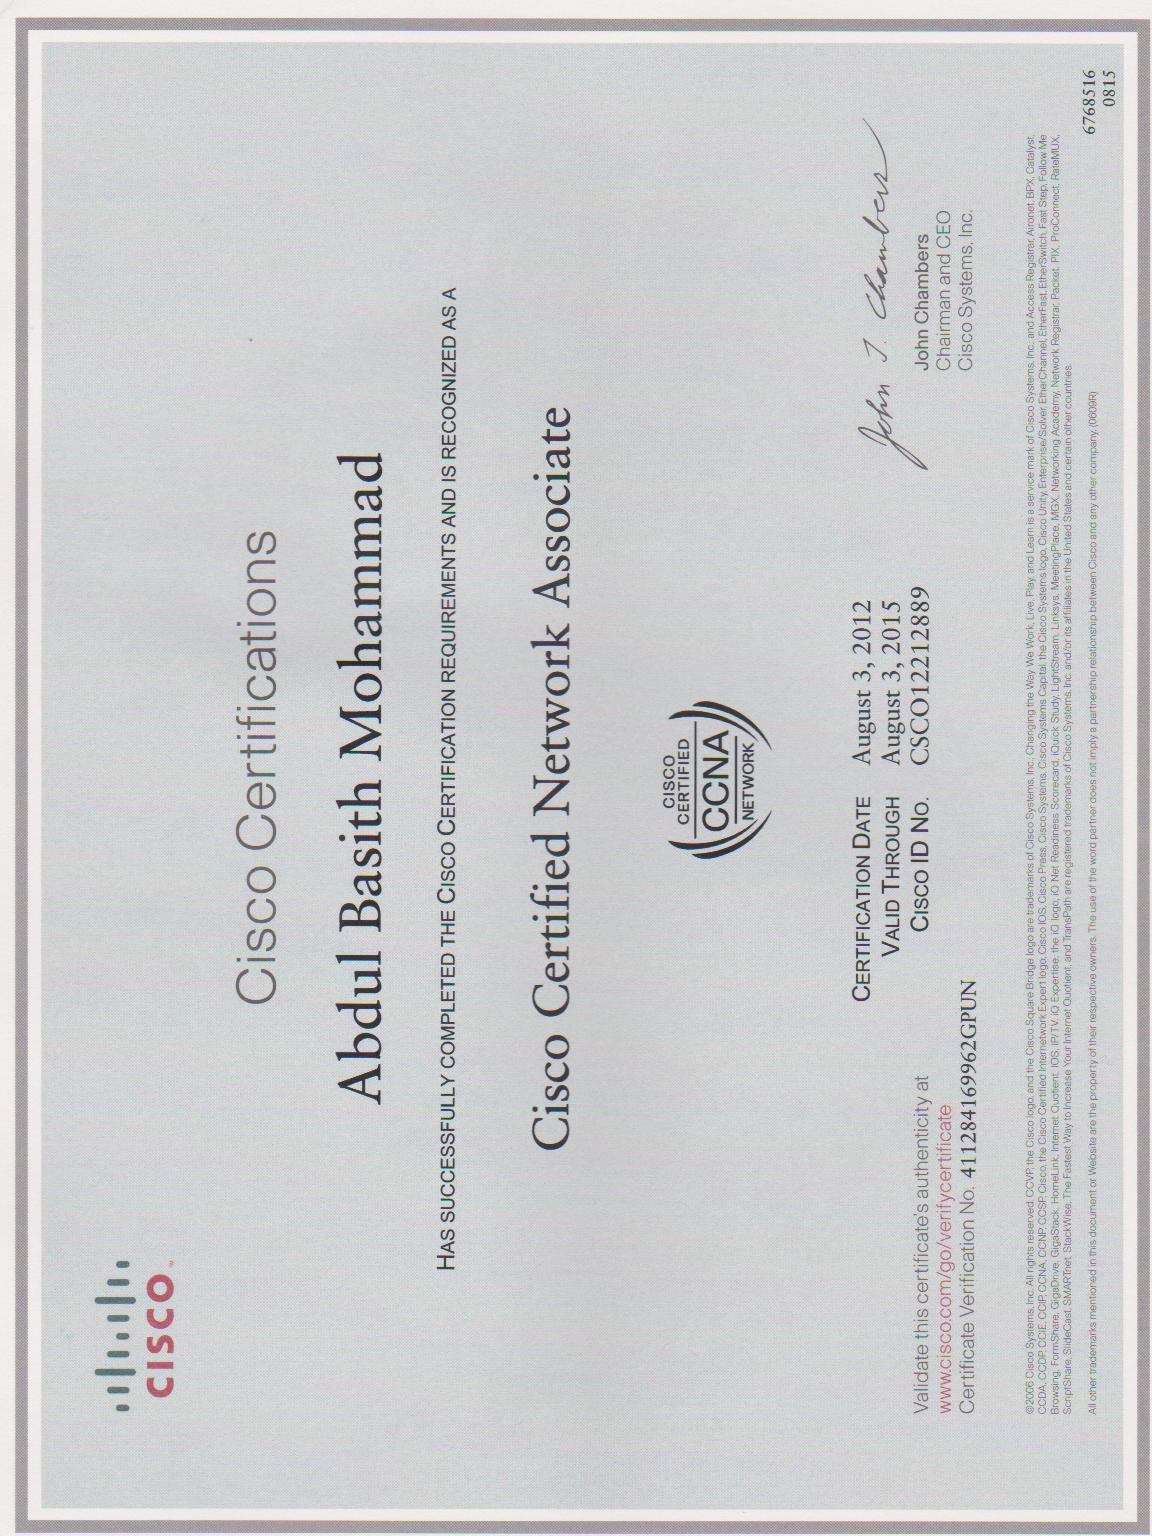 CISCO™
Cisco Certifications
Abdul Basith Mohammad
HAS SUCCESSFULLY COMPLETED THE CISCO CERTIFICATION REQUIREMENTS AND IS RECOGNIZED AS A
Cisco Certified Network Associate
CISCO
CERTIFIED
CCNA
NETWORK
Validate this certificate's authenticity at
www.cisco.com/go/verifycertificate
Certificate Verification No. 411284169962GPUN
CERTIFICATION DATE August 3, 2012
VALID THROUGH August 3, 2015
CISCO ID NO. CSCO12212889
John T. Chambers
John Chambers
Chairman and CEO
Cisco Systems, Inc.
©2006 Cisco Systems, Inc. All rights reserved. CCVP, the Cisco logo, and the Cisco Square Bridge logo are trademarks of Cisco Systems, Inc.; Changing the Way We Work, Live, Play, and Learn is a service mark of Cisco Systems, Inc.; and Access Registrar, Aironet, BPX, Catalyst,
CCDA, CCDP, CCIE, CCIP, CCNA, CCNP, CCSP, Cisco, the Cisco Certified Internetwork Expert logo, Cisco IOS, Cisco Press, Cisco Systems, Cisco Systems Capital, the Cisco Systems logo, Cisco Unity, Enterprise/Solver, EtherChannel, EtherFast, EtherSwitch, Fast Step, Follow Me
Browsing, FormShare, GigaDrive, GigaStack, HomeLink, Internet Quotient, IOS, IP/TV, iQ Expertise, the iQ logo, iQ Net Readiness Scorecard, iQuick Study, LightStream, Linksys, MeetingPlace, MGX, Networking Academy, Network Registrar, Packet, PIX, ProConnect, RateMUX,
ScriptShare, SlideCast, SMARTnet, StackWise, The Fastest Way to Increase Your Internet Quotient, and TransPath are registered trademarks of Cisco Systems, Inc. and/or its affiliates in the United States and certain other countries.
All other trademarks mentioned in this document or Website are the property of their respective owners. The use of the word partner does not imply a partnership relationship between Cisco and any other company. (0609R)
6768516
0815